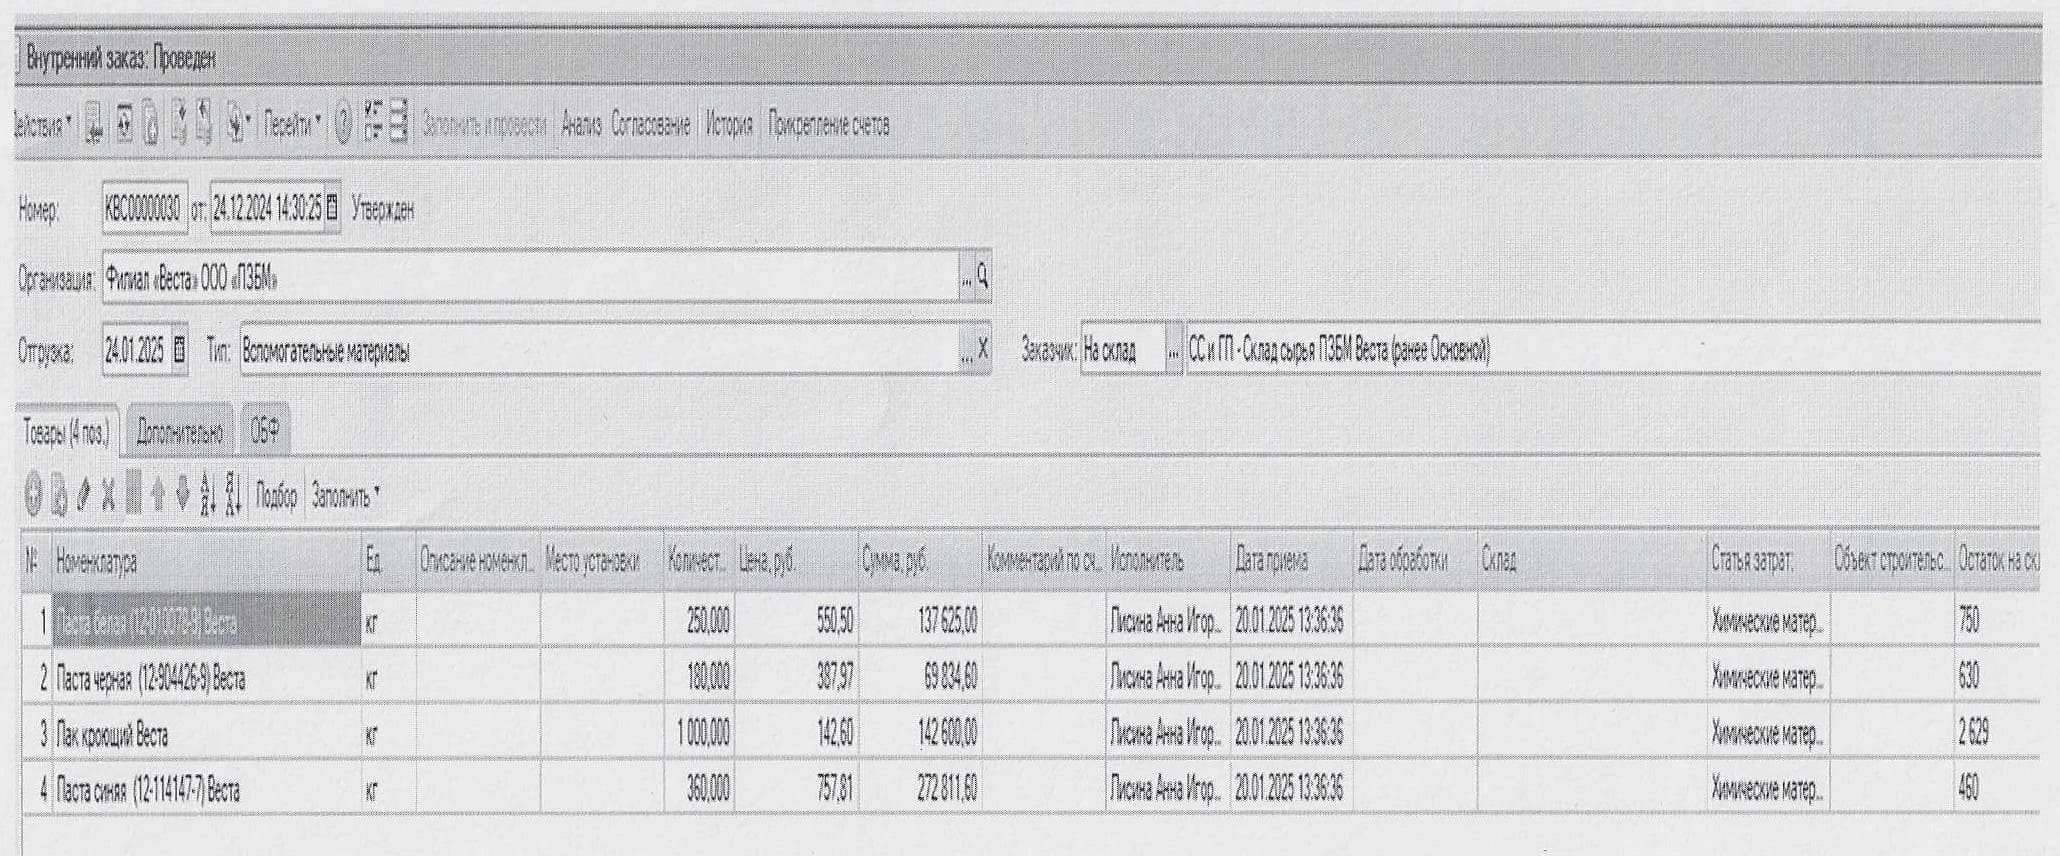 Внутренний заказ: Проведен
Действия Перейти Заполнить и провести Анализ Согласование История Прикрепление счетов
Номер: КВС00000030 от: 24.12.2024 14:30:25 Утвержден
Организация: Филиал «Веста» ООО «ПЗБМ» ...
Отгрузка: 24.01.2025 Тип: Вспомогательные материалы ... X Заказчик: На склад ... СС и ГП - Склад сырья ПЗБМ Веста (ранее Основной)
Товары (4 поз.) Дополнительно ОБФ
Подбор Заполнить
№ Номенклатура Ед. Описание номенкл... Место установки Количест... Цена, руб. Сумма, руб. Комментарий по сч... Исполнитель Дата приема Дата обработки Склад Статья затрат: Объект строительс... Остаток на скл
1 Паста белая Веста кг 250,000 550,50 137 625,00 Лисина Анна Игор... 20.01.2025 13:36:36 Химические матер... 750
2 Паста черная (12-904426-9) Веста кг 180,000 387,97 69 834,60 Лисина Анна Игор... 20.01.2025 13:36:36 Химические матер... 630
3 Лак кроющий Веста кг 1 000,000 142,60 142 600,00 Лисина Анна Игор... 20.01.2025 13:36:36 Химические матер... 2 629
4 Паста синяя (12-114147-7) Веста кг 360,000 757,81 272 811,60 Лисина Анна Игор... 20.01.2025 13:36:36 Химические матер... 460